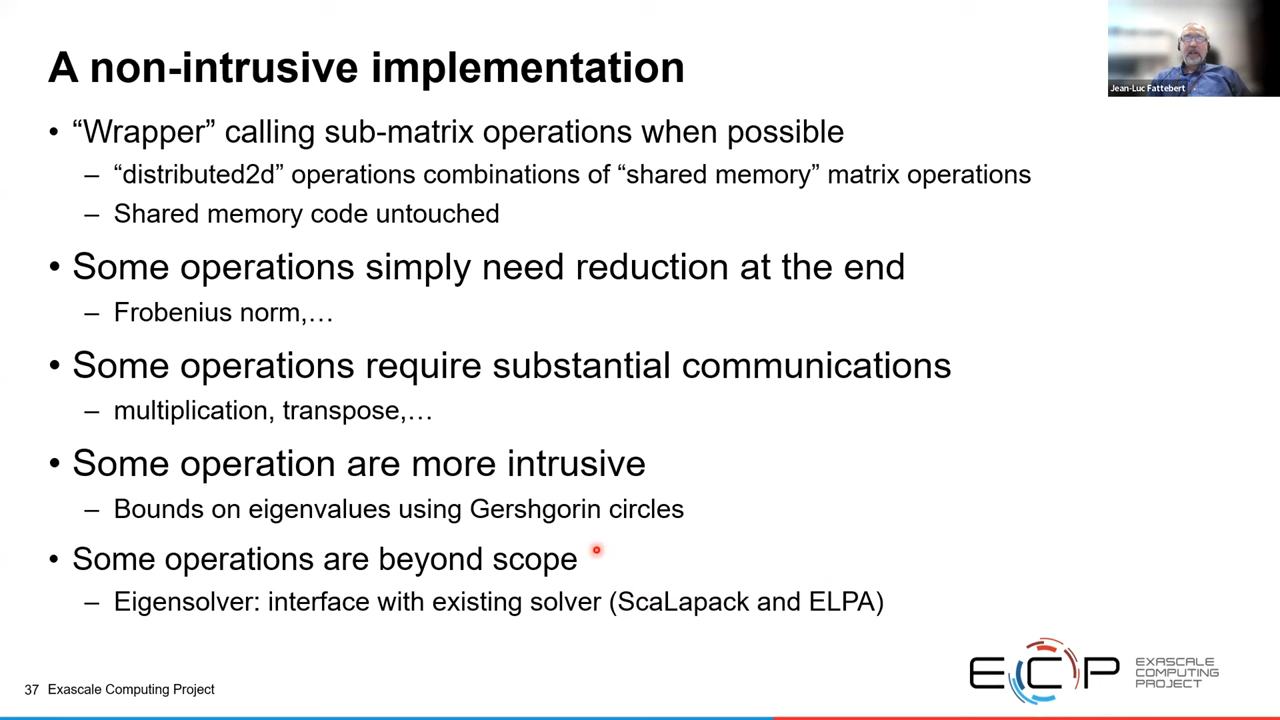 A non-intrusive implementation
Jean-Luc Fattebert
• “Wrapper” calling sub-matrix operations when possible
– “distributed2d” operations combinations of “shared memory” matrix operations
– Shared memory code untouched
• Some operations simply need reduction at the end
– Frobenius norm,…
• Some operations require substantial communications
– multiplication, transpose,…
• Some operation are more intrusive
– Bounds on eigenvalues using Gershgorin circles
• Some operations are beyond scope
– Eigensolver: interface with existing solver (ScaLapack and ELPA)
37 Exascale Computing Project
ECP
EXASCALE
COMPUTING
PROJECT